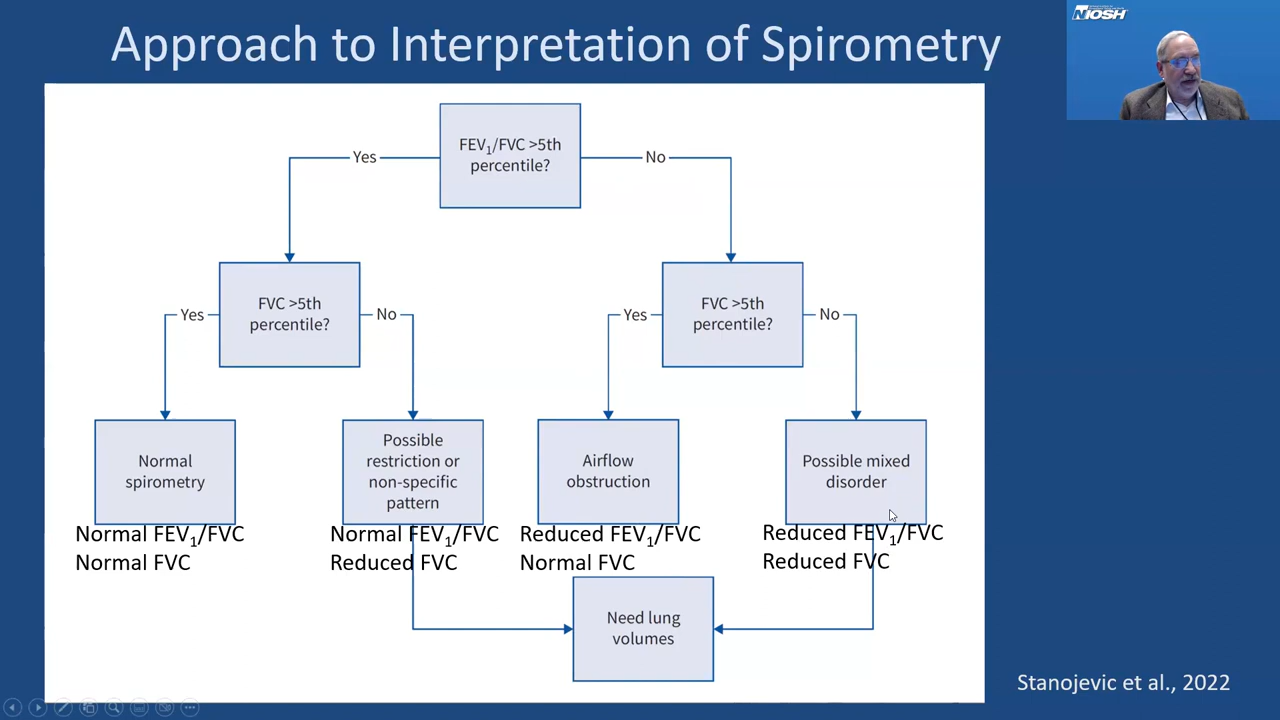 Approach to Interpretation of Spirometry
NIOSH
FEV1/FVC >5th
percentile?
Yes
No
FVC >5th
percentile?
FVC >5th
percentile?
Yes
No
Yes
No
Normal
spirometry
Possible
restriction or
non-specific
pattern
Airflow
obstruction
Possible mixed
disorder
Normal FEV1/FVC
Normal FVC
Normal FEV1/FVC
Reduced FVC
Reduced FEV1/FVC
Normal FVC
Reduced FEV1/FVC
Reduced FVC
Need lung
volumes
Stanojevic et al., 2022